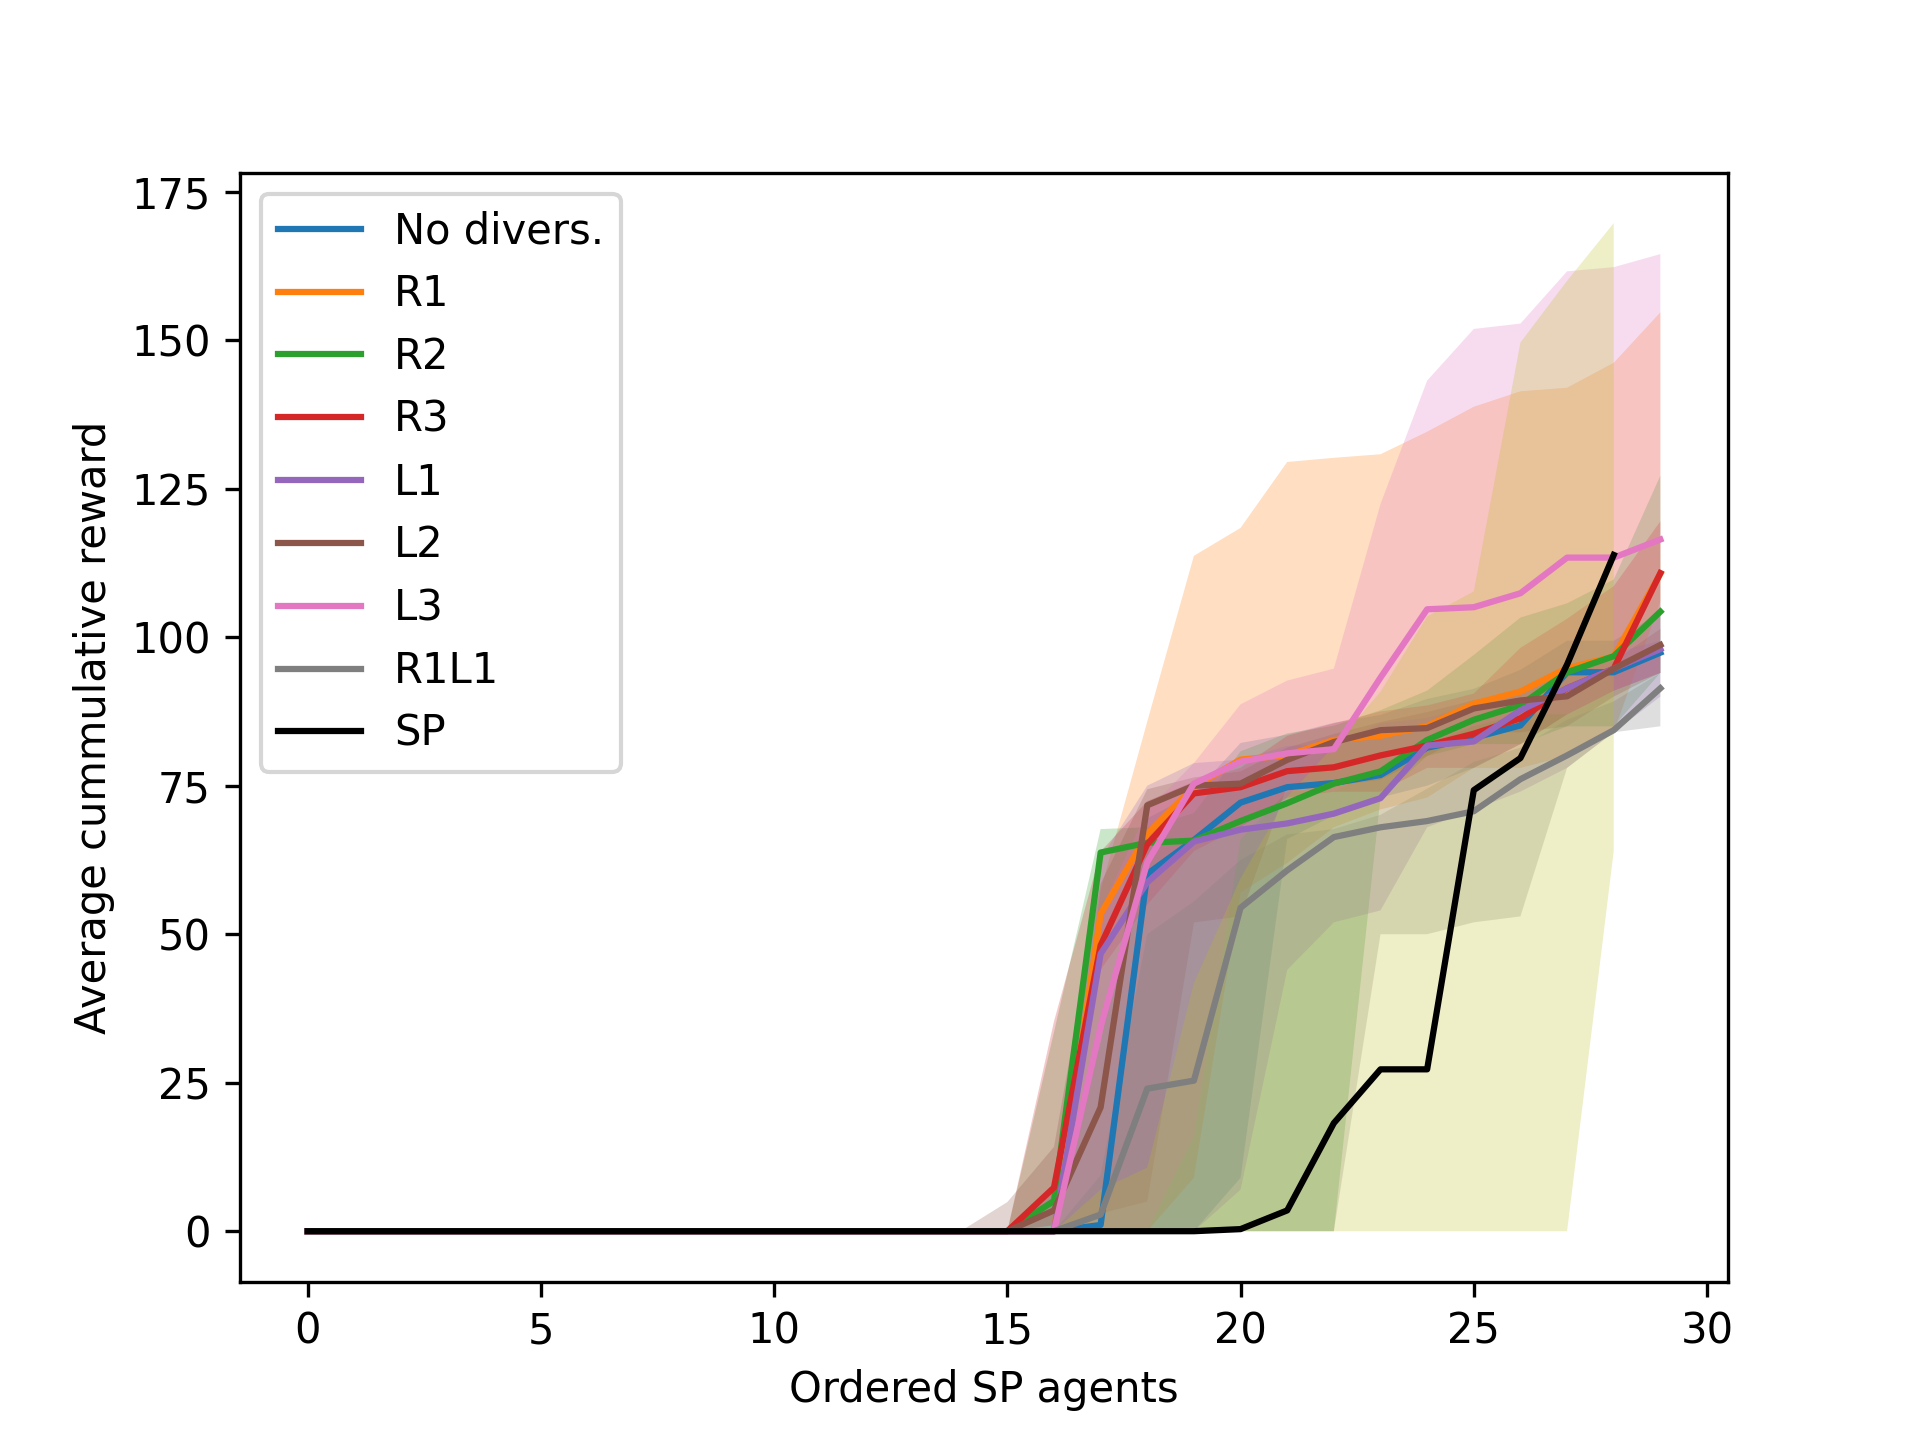 175
150
125
100
75
50
25
0
Average cummulative reward
No divers.
R1
R2
R3
L1
L2
L3
R1L1
SP
0 5 10 15 20 25 30
Ordered SP agents